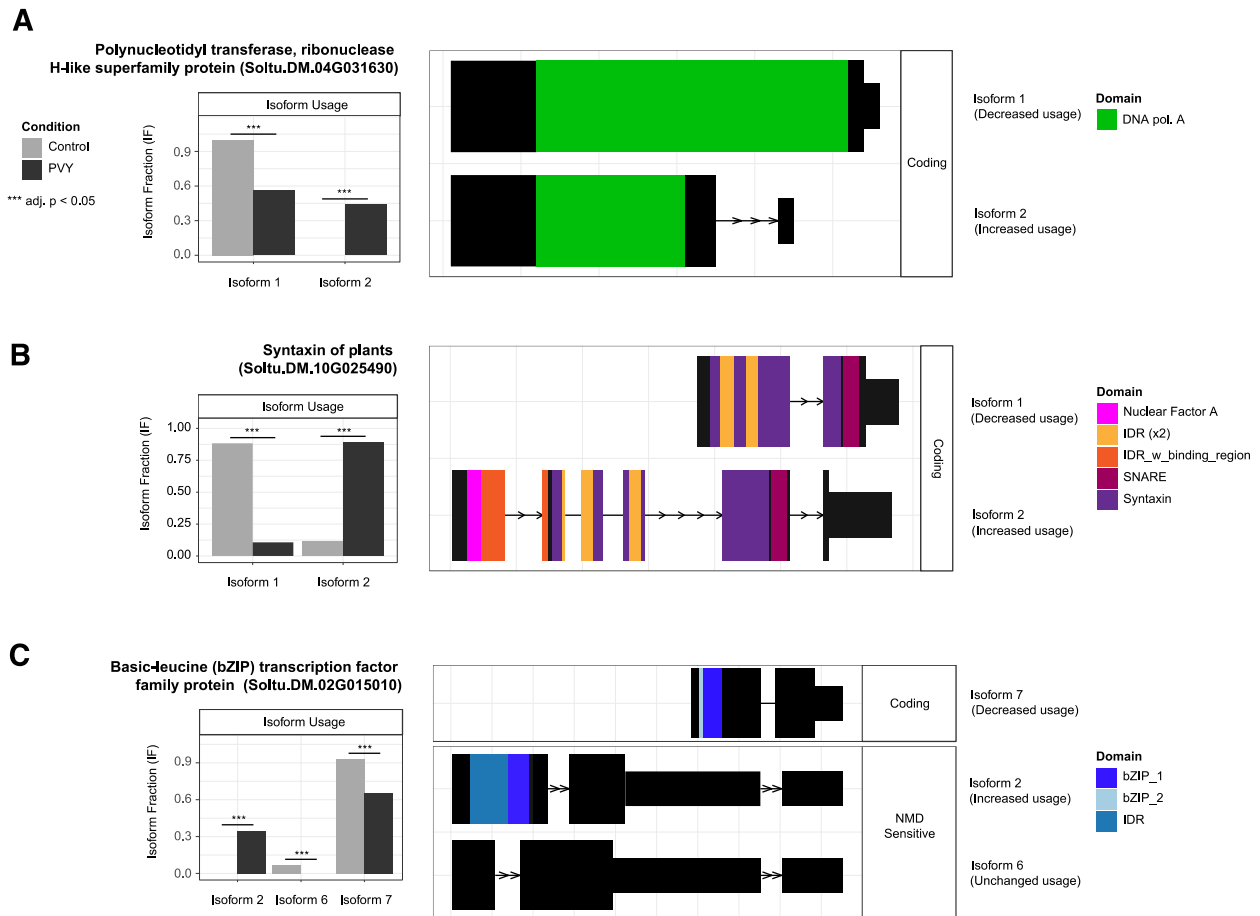 A
Polynucleotidyl transferase, ribonuclease
H-like superfamily protein (Soltu.DM.04G031630)
Condition
Control
PVY
*** adj. p < 0.05
Isoform Usage
Isoform Fraction (IF)
0.9
0.6
0.3
0.0
***
***
Isoform 1
Isoform 2
Coding
Isoform 1
(Decreased usage)
Isoform 2
(Increased usage)
Domain
DNA pol. A
B
Syntaxin of plants
(Soltu.DM.10G025490)
Isoform Usage
Isoform Fraction (IF)
1.00
0.75
0.50
0.25
0.00
***
***
Isoform 1
Isoform 2
Coding
Isoform 1
(Decreased usage)
Isoform 2
(Increased usage)
Domain
Nuclear Factor A
IDR (x2)
IDR_w_binding_region
SNARE
Syntaxin
C
Basic-leucine (bZIP) transcription factor
family protein (Soltu.DM.02G015010)
Isoform Usage
Isoform Fraction (IF)
0.9
0.6
0.3
0.0
***
***
***
Isoform 2
Isoform 6
Isoform 7
Coding
NMD
Sensitive
Isoform 7
(Decreased usage)
Isoform 2
(Increased usage)
Isoform 6
(Unchanged usage)
Domain
bZIP_1
bZIP_2
IDR